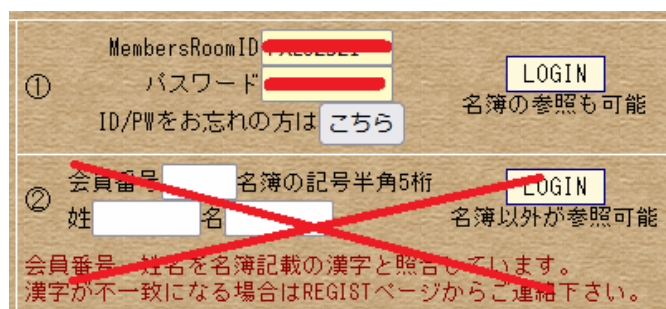 ①
MembersRoomID
パスワード
ID/PWをお忘れの方は こちら
LOGIN
名簿の参照も可能
②
会員番号 名簿の記号半角5桁
姓 名
LOGIN
名簿以外が参照可能
会員番号、姓名を名簿記載の漢字と照合しています。
漢字が不一致になる場合はREGISTページからご連絡下さい。